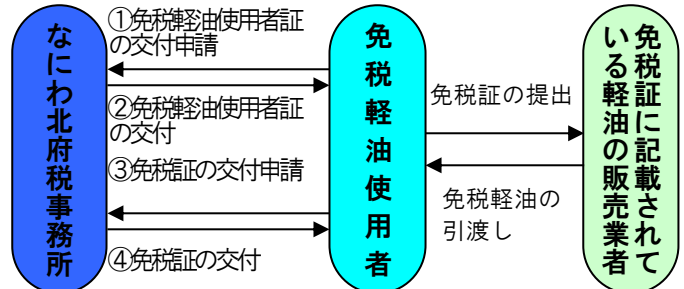 なにわ北府税事務所
①免税軽油使用者証
の交付申請
②免税軽油使用者証
の交付
③免税証の交付申請
④免税証の交付
免税軽油使用者
免税証の提出
免税軽油の
引渡し
免税証に記載されて
いる軽油の販売業者